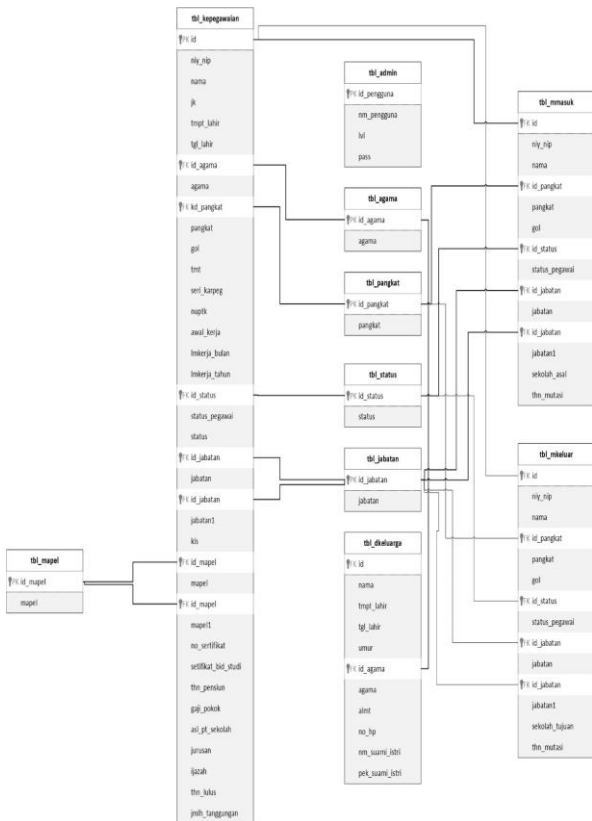 tbl_kepegawaian
PK id
niy_nip
nama
jk
tmpt_lahir
tgl_lahir
FK id_agama
agama
FK kd_pangkat
pangkat
gol
tmt
seri_karpeg
nuptk
awal_kerja
lmkerja_bulan
lmkerja_tahun
FK id_status
status_pegawai
status
FK id_jabatan
jabatan
FK id_jabatan
jabatan1
kls
FK id_mapel
mapel
FK id_mapel
mapel1
no_sertifikat
setifikat_bid_studi
thn_pensiun
gaji_pokok
asl_pt_sekolah
jurusan
ijazah
thn_lulus
jmlh_tanggungan
tbl_mapel
PK id_mapel
mapel
tbl_admin
PK id_pengguna
nm_pengguna
lvl
pass
tbl_agama
PK id_agama
agama
tbl_pangkat
PK id_pangkat
pangkat
tbl_status
PK id_status
status
tbl_jabatan
PK id_jabatan
jabatan
tbl_dkeluarga
PK id
nama
tmpt_lahir
tgl_lahir
umur
FK id_agama
agama
almt
no_hp
nm_suami_istri
pek_suami_istri
tbl_mmasuk
id
niy_nip
nama
FK id_pangkat
pangkat
gol
FK id_status
status_pegawai
FK id_jabatan
jabatan
FK id_jabatan
jabatan1
sekolah_asal
thn_mutasi
tbl_mkeluar
id
niy_nip
nama
FK id_pangkat
pangkat
gol
FK id_status
status_pegawai
FK id_jabatan
jabatan
FK id_jabatan
jabatan1
sekolah_tujuan
thn_mutasi